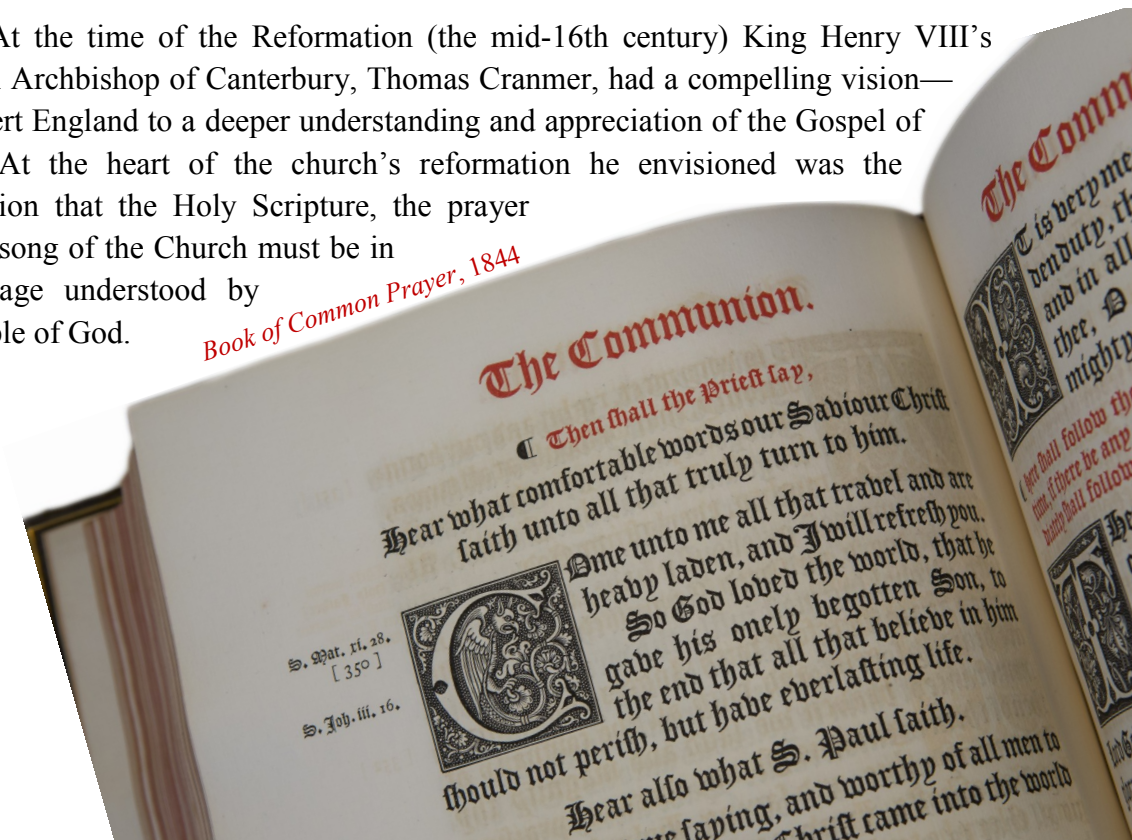 At the time of the Reformation (the mid-16th century) King Henry VIII’s
Archbishop of Canterbury, Thomas Cranmer, had a compelling vision—
England to a deeper understanding and appreciation of the Gospel of
At the heart of the church’s reformation he envisioned was the
that the Holy Scripture, the prayer
song of the Church must be in
understood by
of God.
Book of Common Prayer, 1844
The Communion.
¶ Then ſhall the Prieſt ſay,
Hear what comfortable words our Saviour Chriſt
ſaith unto all that truly turn to him.
COme unto me all that travel and are
heavy laden, and I will refreſh you.
So God loved the world, that he
gave his onely begotten Son, to
the end that all that believe in him
ſhould not periſh, but have everlaſting life.
S. Mat. xi. 28.
[ 350 ]
S. Joh. iii. 16.
Hear alſo what S. Paul ſaith.
ſaying, and worthy of all men to
Chriſt came into the world
The
is very
duty,
and in all
thee, O
mighty
ſhall follow
time, if there be any
ſhall follow